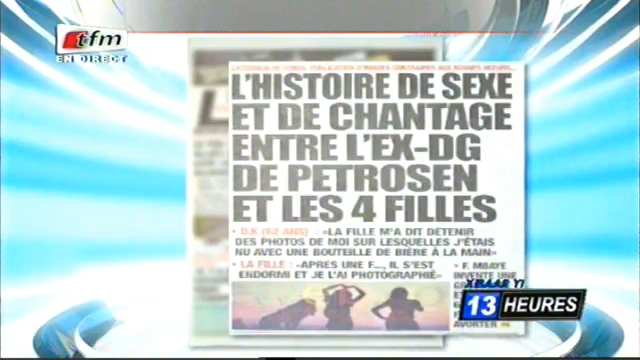 tfm
EN DIRECT
L'HISTOIRE DE SEXE
ET DE CHANTAGE
ENTRE L'EX-DG
DE PETROSEN
ET LES 4 FILLES
• D.K (62 ANS) : «LA FILLE M'A DIT DÉTENIR
DES PHOTOS DE MOI SUR LESQUELLES J'ÉTAIS
NU AVEC UNE BOUTEILLE DE BIÈRE À LA MAIN»
• LA FILLE : «APRÈS UNE F..., IL S'EST
ENDORMI ET JE L'AI PHOTOGRAPHIÉ»
• F. MBAYE
INVENTE UNE
AVORTER
XIBAAR YI
13 HEURES